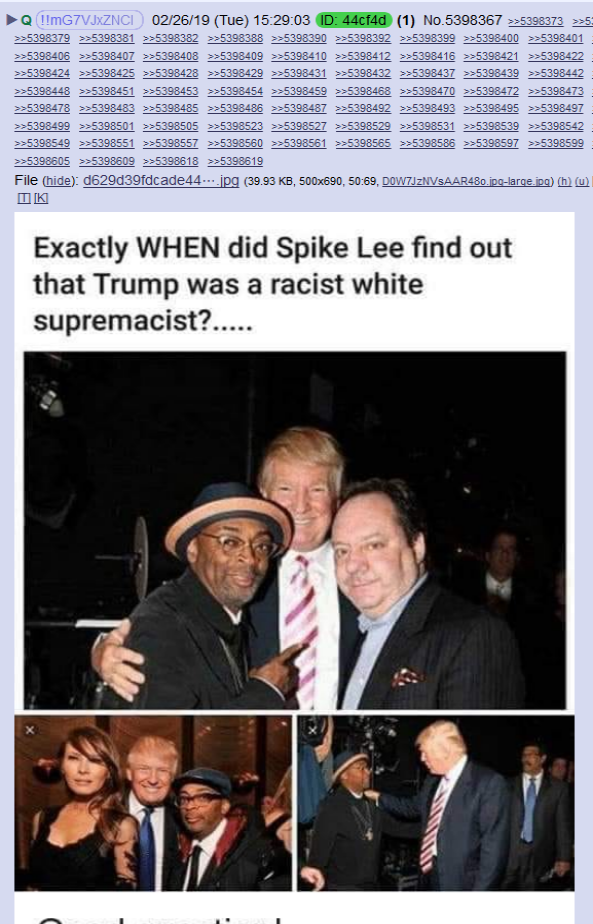 ▶ Q !!mG7VJxZNCI 02/26/19 (Tue) 15:29:03 ID: 44cf4d (1) No.5398367 >>5398373
>>5398379 >>5398381 >>5398382 >>5398388 >>5398390 >>5398392 >>5398399 >>5398400 >>5398401
>>5398406 >>5398407 >>5398408 >>5398409 >>5398410 >>5398412 >>5398416 >>5398421 >>5398422
>>5398424 >>5398425 >>5398428 >>5398429 >>5398431 >>5398432 >>5398437 >>5398439 >>5398442
>>5398448 >>5398451 >>5398453 >>5398454 >>5398459 >>5398468 >>5398470 >>5398472 >>5398473
>>5398478 >>5398483 >>5398485 >>5398486 >>5398487 >>5398492 >>5398493 >>5398495 >>5398497
>>5398499 >>5398501 >>5398505 >>5398523 >>5398527 >>5398529 >>5398531 >>5398539 >>5398542
>>5398549 >>5398551 >>5398557 >>5398560 >>5398561 >>5398565 >>5398586 >>5398597 >>5398599
>>5398605 >>5398609 >>5398618 >>5398619
File (hide): d629d39fdcade44⋯.jpg (39.93 KB, 500x690, 50:69, D0W7JzNVsAAR48o.jpg-large.jpg) (h) (u)
[T] [K]
Exactly WHEN did Spike Lee find out
that Trump was a racist white
supremacist?.....